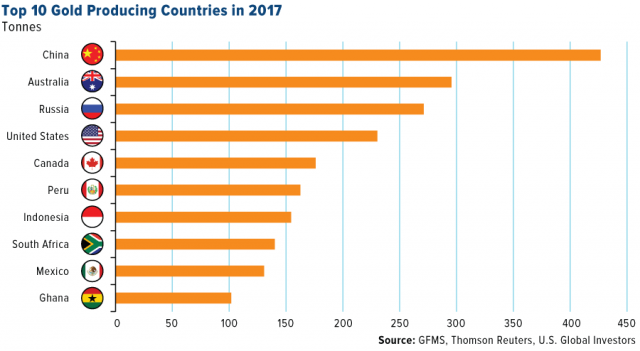 Top 10 Gold Producing Countries in 2017
Tonnes
China
Australia
Russia
United States
Canada
Peru
Indonesia
South Africa
Mexico
Ghana
0 50 100 150 200 250 300 350 400 450
Source: GFMS, Thomson Reuters, U.S. Global Investors